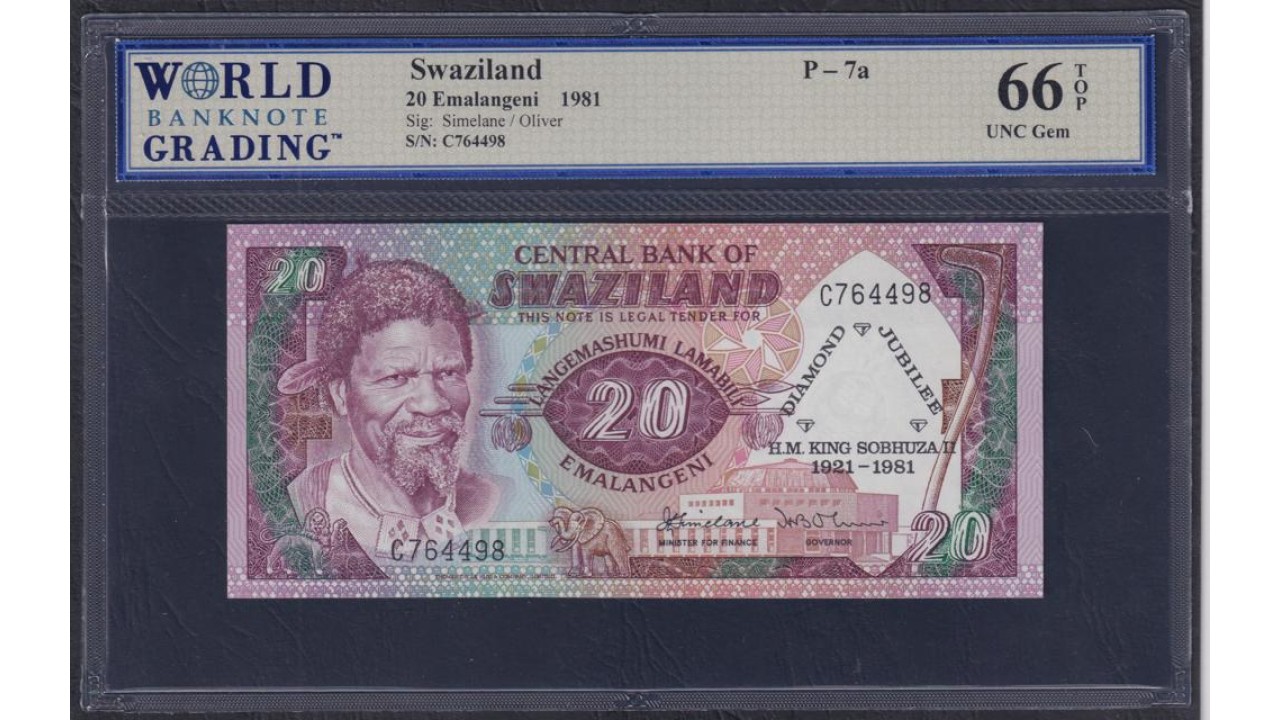 WORLD
BANKNOTE
GRADING™
Swaziland
20 Emalangeni 1981
Sig: Simelane / Oliver
S/N: C764498
P – 7a
66 TOP
UNC Gem
20
CENTRAL BANK OF
SWAZILAND
THIS NOTE IS LEGAL TENDER FOR
C764498
LANGEMASHUMI LAMABILI
20
EMALANGENI
DIAMOND JUBILEE
H.M. KING SOBHUZA II
1921–1981
MINISTER FOR FINANCE
GOVERNOR
C764498
20